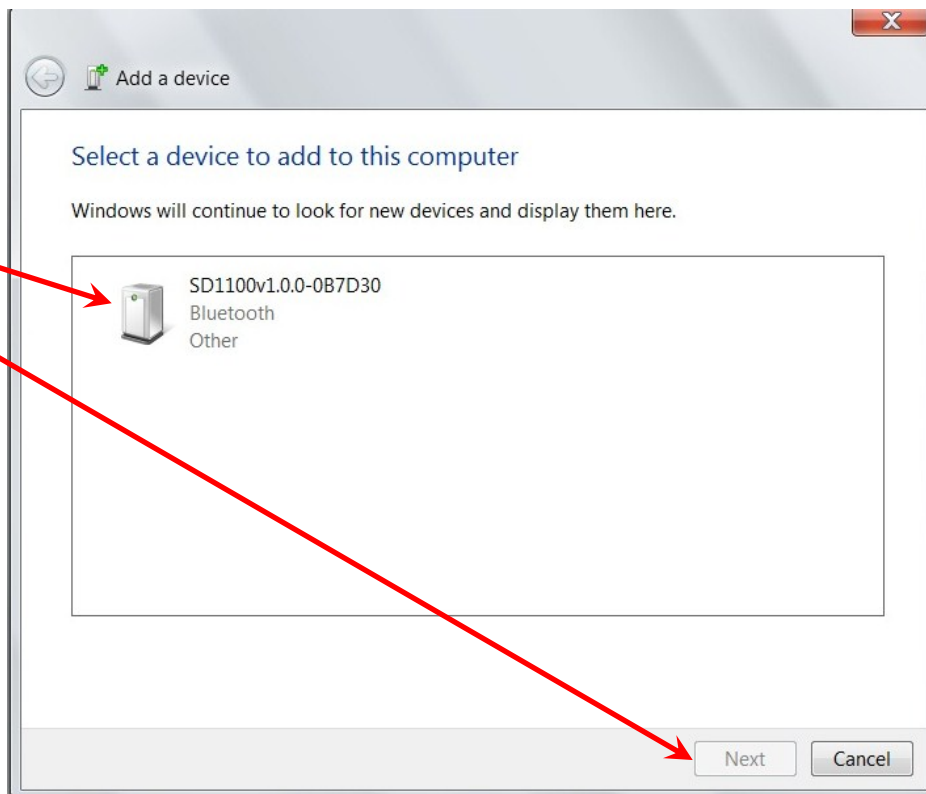 Add a device
Select a device to add to this computer
Windows will continue to look for new devices and display them here.
SD1100v1.0.0-0B7D30
Bluetooth
Other
Next
Cancel